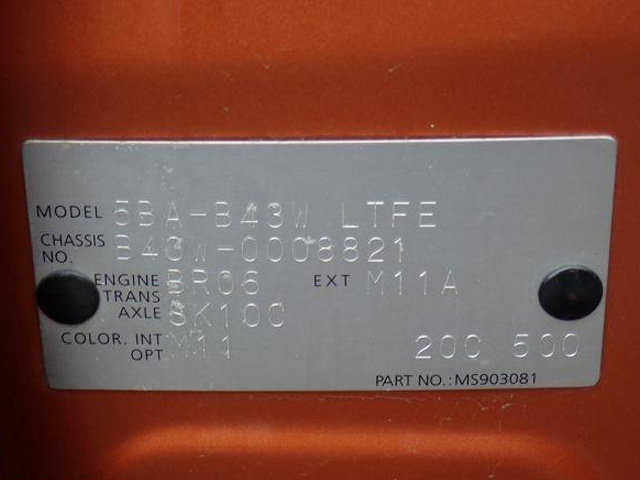 MODEL 5BA-B43W LTFE
CHASSIS NO. B43W-0008821
ENGINE BR06 EXT M11A
TRANS AXLE 8K10C
COLOR. INT M11 20C 500
OPT
PART NO.: MS903081